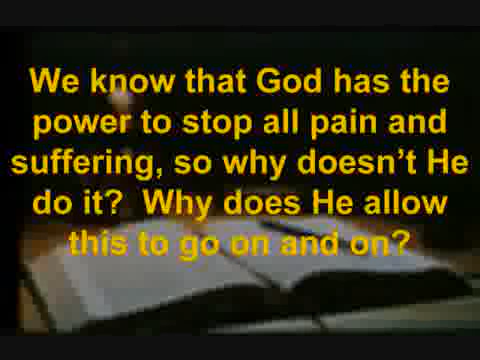 We know that God has the
power to stop all pain and
suffering, so why doesn't He
do it?  Why does He allow
this to go on and on?